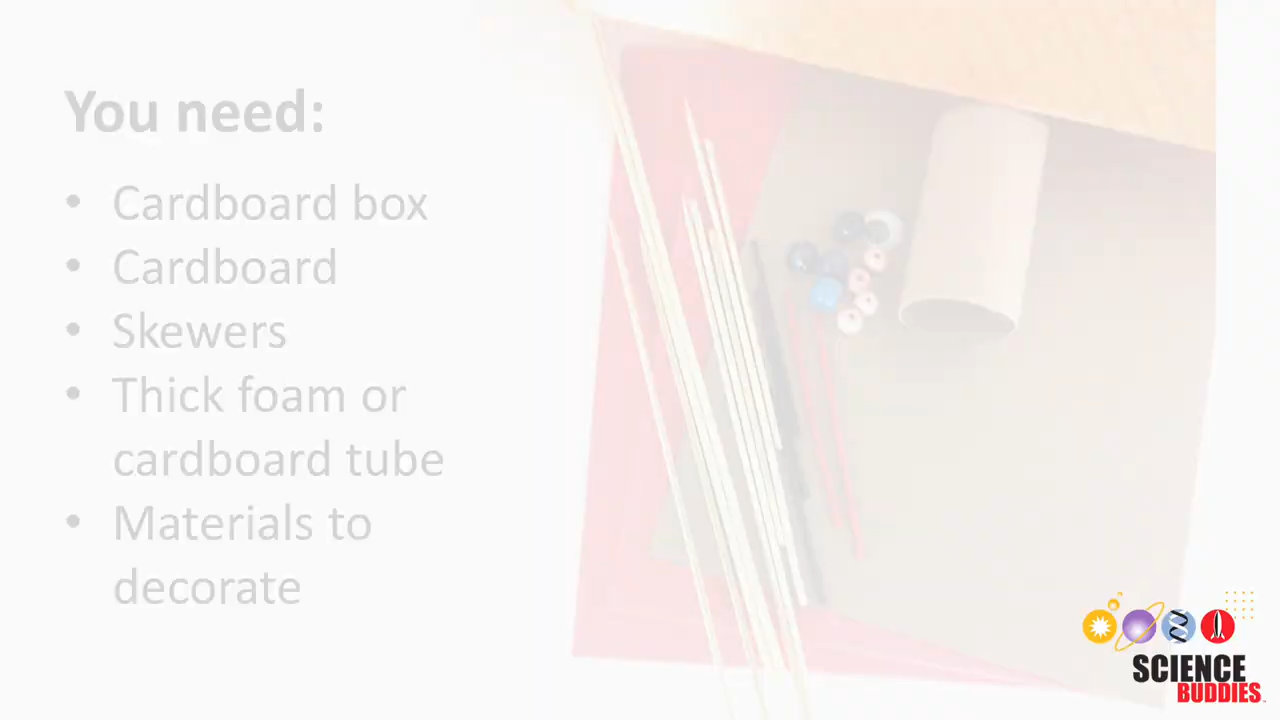 You need:
• Cardboard box
• Cardboard
• Skewers
• Thick foam or
cardboard tube
• Materials to
decorate
SCIENCE
BUDDIES